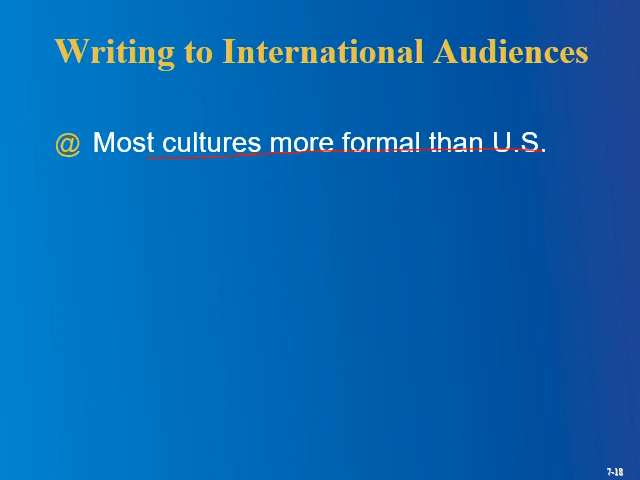 Writing to International Audiences
@ Most cultures more formal than U.S.
7-18